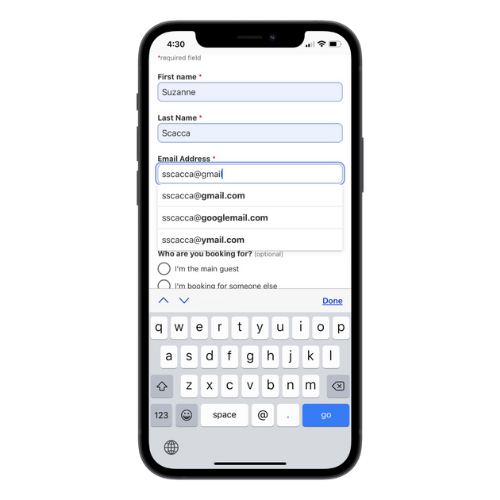 4:30
*required field
First name *
Suzanne
Last Name *
Scacca
Email Address *
sscacca@gmail
sscacca@gmail.com
sscacca@googlemail.com
sscacca@ymail.com
Who are you booking for? (optional)
I'm the main guest
I'm booking for someone else
Done
q w e r t y u i o p
a s d f g h j k l
z x c v b n m
123 space @ . go